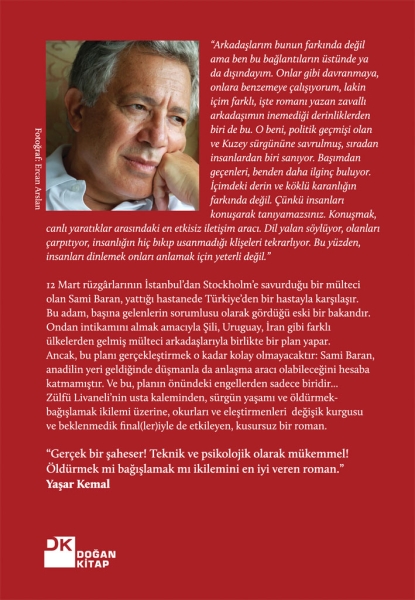 “Arkadaşlarım bunun farkında değil
ama ben bu bağlantıların üstünde ya
da dışındayım. Onlar gibi davranmaya,
onlara benzemeye çalışıyorum, lakin
içim farklı, işte romanı yazan zavallı
arkadaşımın inemediği derinliklerden
biri de bu. O beni, politik geçmişi olan
ve Kuzey sürgününe savrulmuş, sıradan
insanlardan biri sanıyor. Başımdan
geçenleri, benden daha ilginç buluyor.
İçimdeki derin ve köklü karanlığın
farkında değil. Çünkü insanları
konuşarak tanıyamazsınız. Konuşmak,
canlı yaratıklar arasındaki en etkisiz iletişim aracı. Dil yalan söylüyor, olanları
çarpıtıyor, insanlığın hiç bıkıp usanmadığı klişeleri tekrarlıyor. Bu yüzden,
insanları dinlemek onları anlamak için yeterli değil.”
Fotoğraf: Ercan Arslan
12 Mart rüzgârlarının İstanbul’dan Stockholm’e savurduğu bir mülteci
olan Sami Baran, yattığı hastanede Türkiye’den bir hastayla karşılaşır.
Bu adam, başına gelenlerin sorumlusu olarak gördüğü eski bir bakandır.
Ondan intikamını almak amacıyla Şili, Uruguay, İran gibi farklı
ülkelerden gelmiş mülteci arkadaşlarıyla birlikte bir plan yapar.
Ancak, bu planı gerçekleştirmek o kadar kolay olmayacaktır: Sami Baran,
anadilin yeri geldiğinde düşmanla da anlaşma aracı olabileceğini hesaba
katmamıştır. Ve bu, planın önündeki engellerden sadece biridir...
Zülfü Livaneli’nin usta kaleminden, sürgün yaşamı ve öldürmek-
bağışlamak ikilemi üzerine, okurları ve eleştirmenleri değişik kurgusu
ve beklenmedik final(ler)iyle de etkileyen, kusursuz bir roman.
“Gerçek bir şaheser! Teknik ve psikolojik olarak mükemmel!
Öldürmek mi bağışlamak mı ikilemini en iyi veren roman.”
Yaşar Kemal
DK
DOĞAN
KİTAP